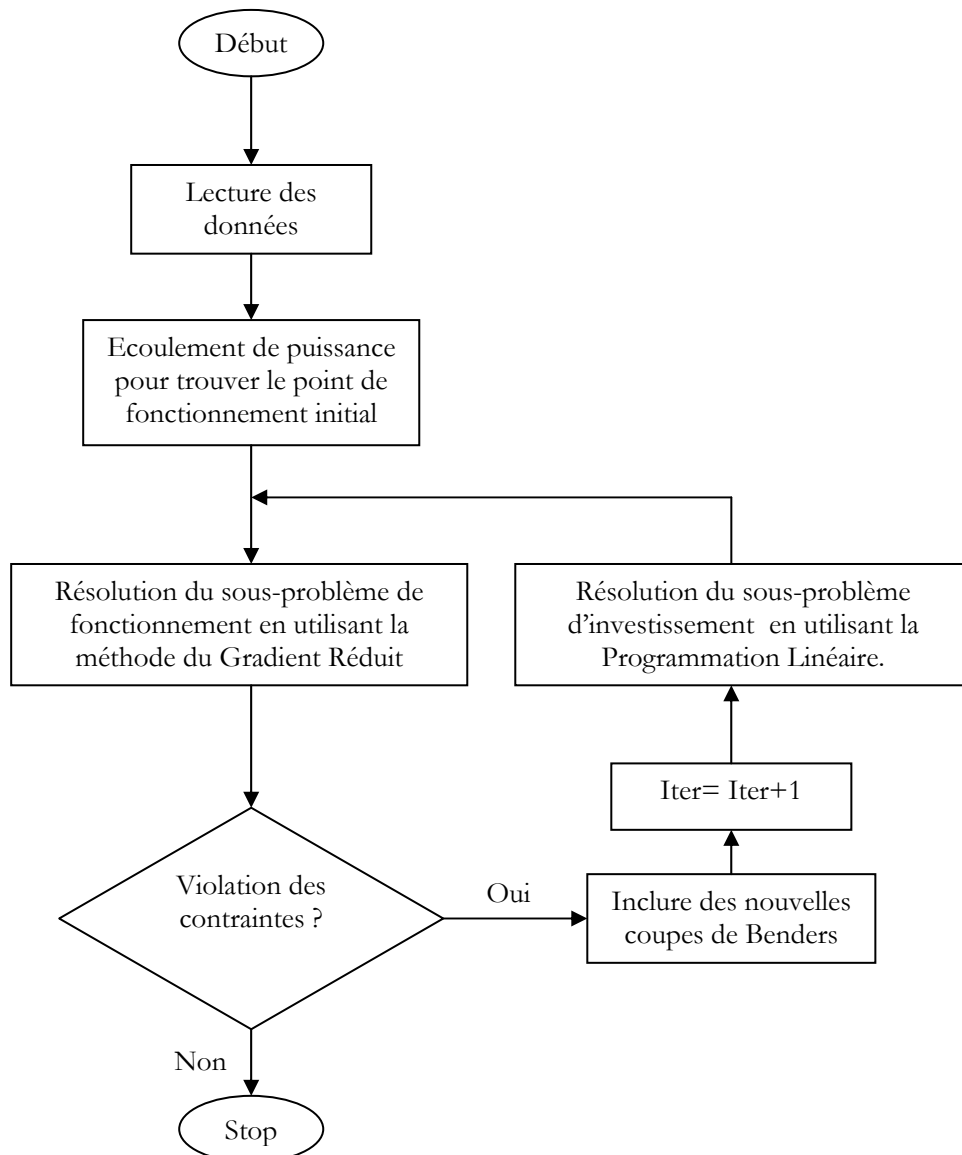 Début
Lecture des
données
Ecoulement de puissance
pour trouver le point de
fonctionnement initial
Résolution du sous-problème de
fonctionnement en utilisant la
méthode du Gradient Réduit
Résolution du sous-problème
d’investissement en utilisant la
Programmation Linéaire.
Iter= Iter+1
Violation des
contraintes ?
Oui
Inclure des nouvelles
coupes de Benders
Non
Stop